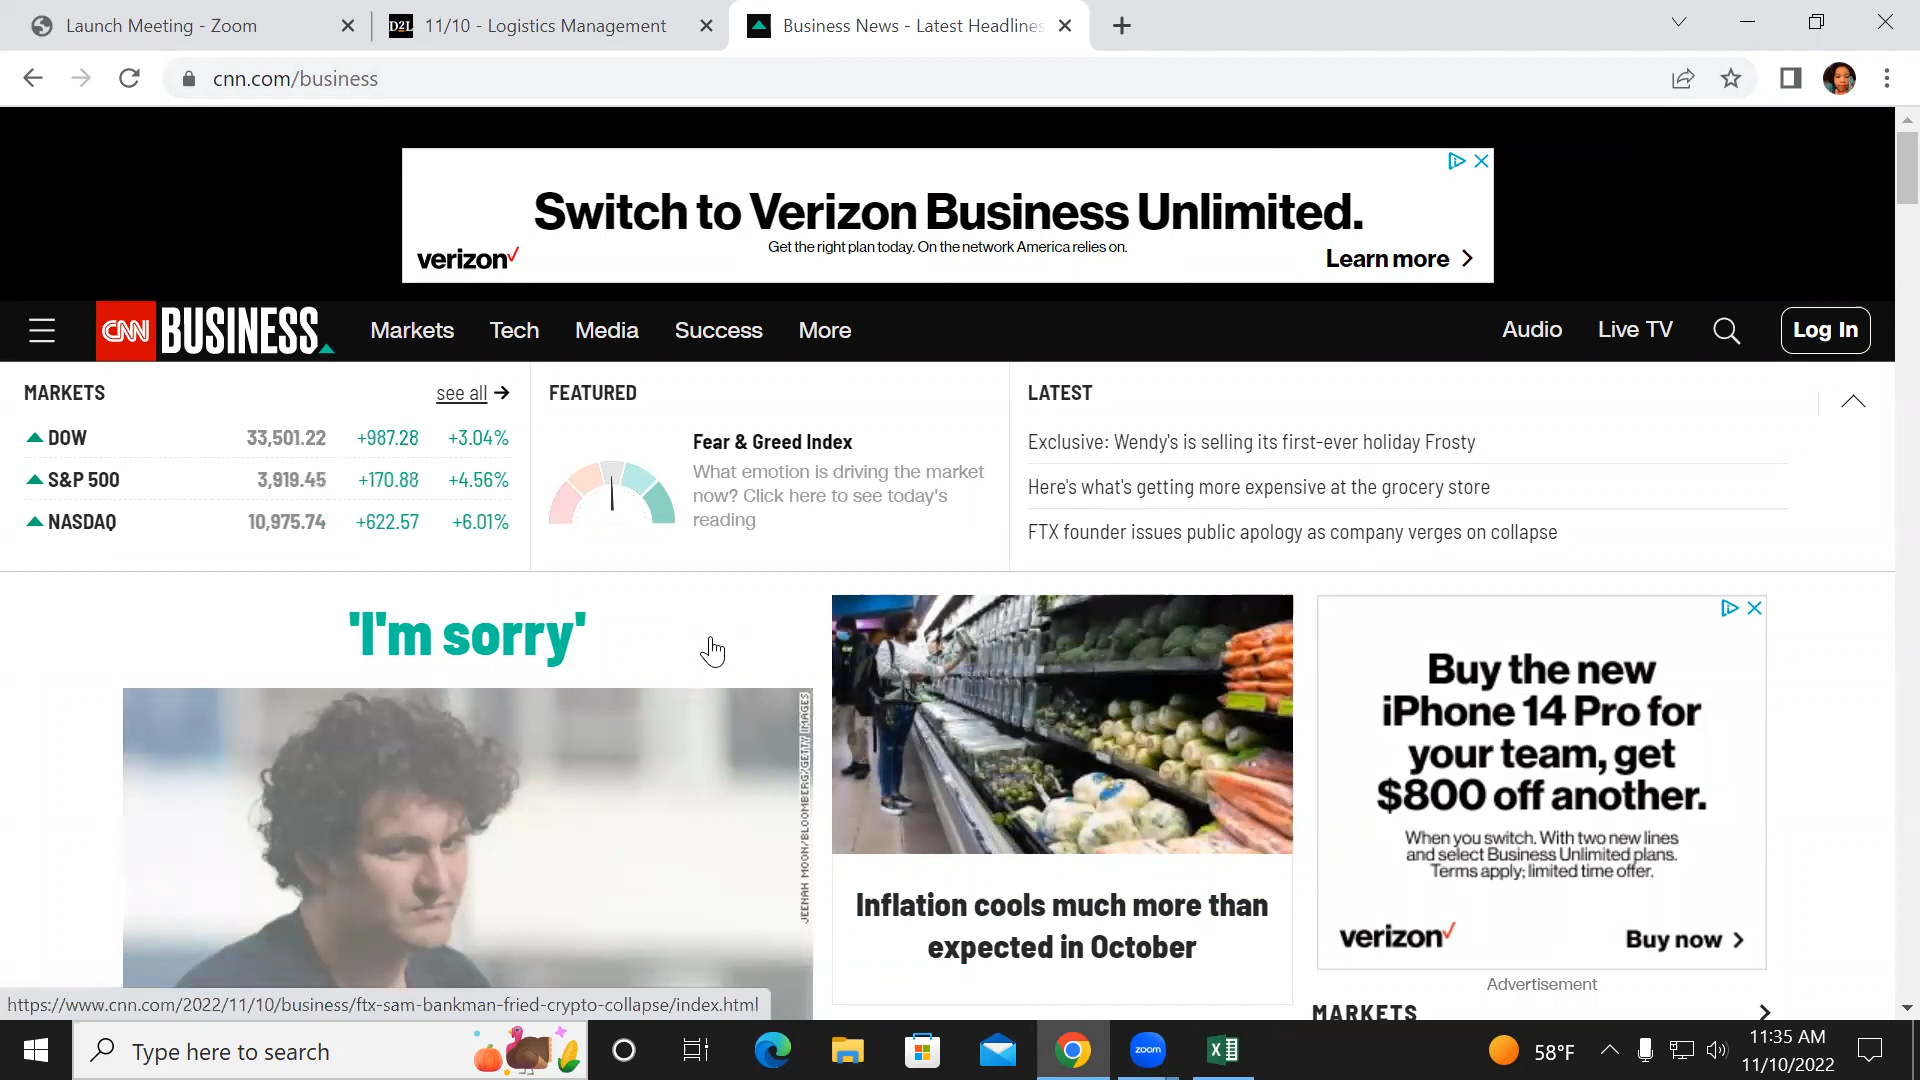 Launch Meeting - Zoom
D2L
11/10 - Logistics Management
Business News - Latest Headlines
cnn.com/business
Switch to Verizon Business Unlimited.
Get the right plan today. On the network America relies on.
verizon✓
Learn more
CNN BUSINESS
Markets
Tech
Media
Success
More
Audio
Live TV
Log In
MARKETS
see all →
DOW 33,501.22 +987.28 +3.04%
S&P 500 3,919.45 +170.88 +4.56%
NASDAQ 10,975.74 +622.57 +6.01%
FEATURED
Fear & Greed Index
What emotion is driving the market
now? Click here to see today's
reading
LATEST
Exclusive: Wendy's is selling its first-ever holiday Frosty
Here's what's getting more expensive at the grocery store
FTX founder issues public apology as company verges on collapse
'I'm sorry'
JEENAH MOON/BLOOMBERG/GETTY IMAGES
Inflation cools much more than
expected in October
Buy the new
iPhone 14 Pro for
your team, get
$800 off another.
When you switch. With two new lines
and select Business Unlimited plans.
Terms apply; limited time offer.
verizon✓
Buy now
Advertisement
MARKETS
https://www.cnn.com/2022/11/10/business/ftx-sam-bankman-fried-crypto-collapse/index.html
Type here to search
zoom
58°F
11:35 AM
11/10/2022